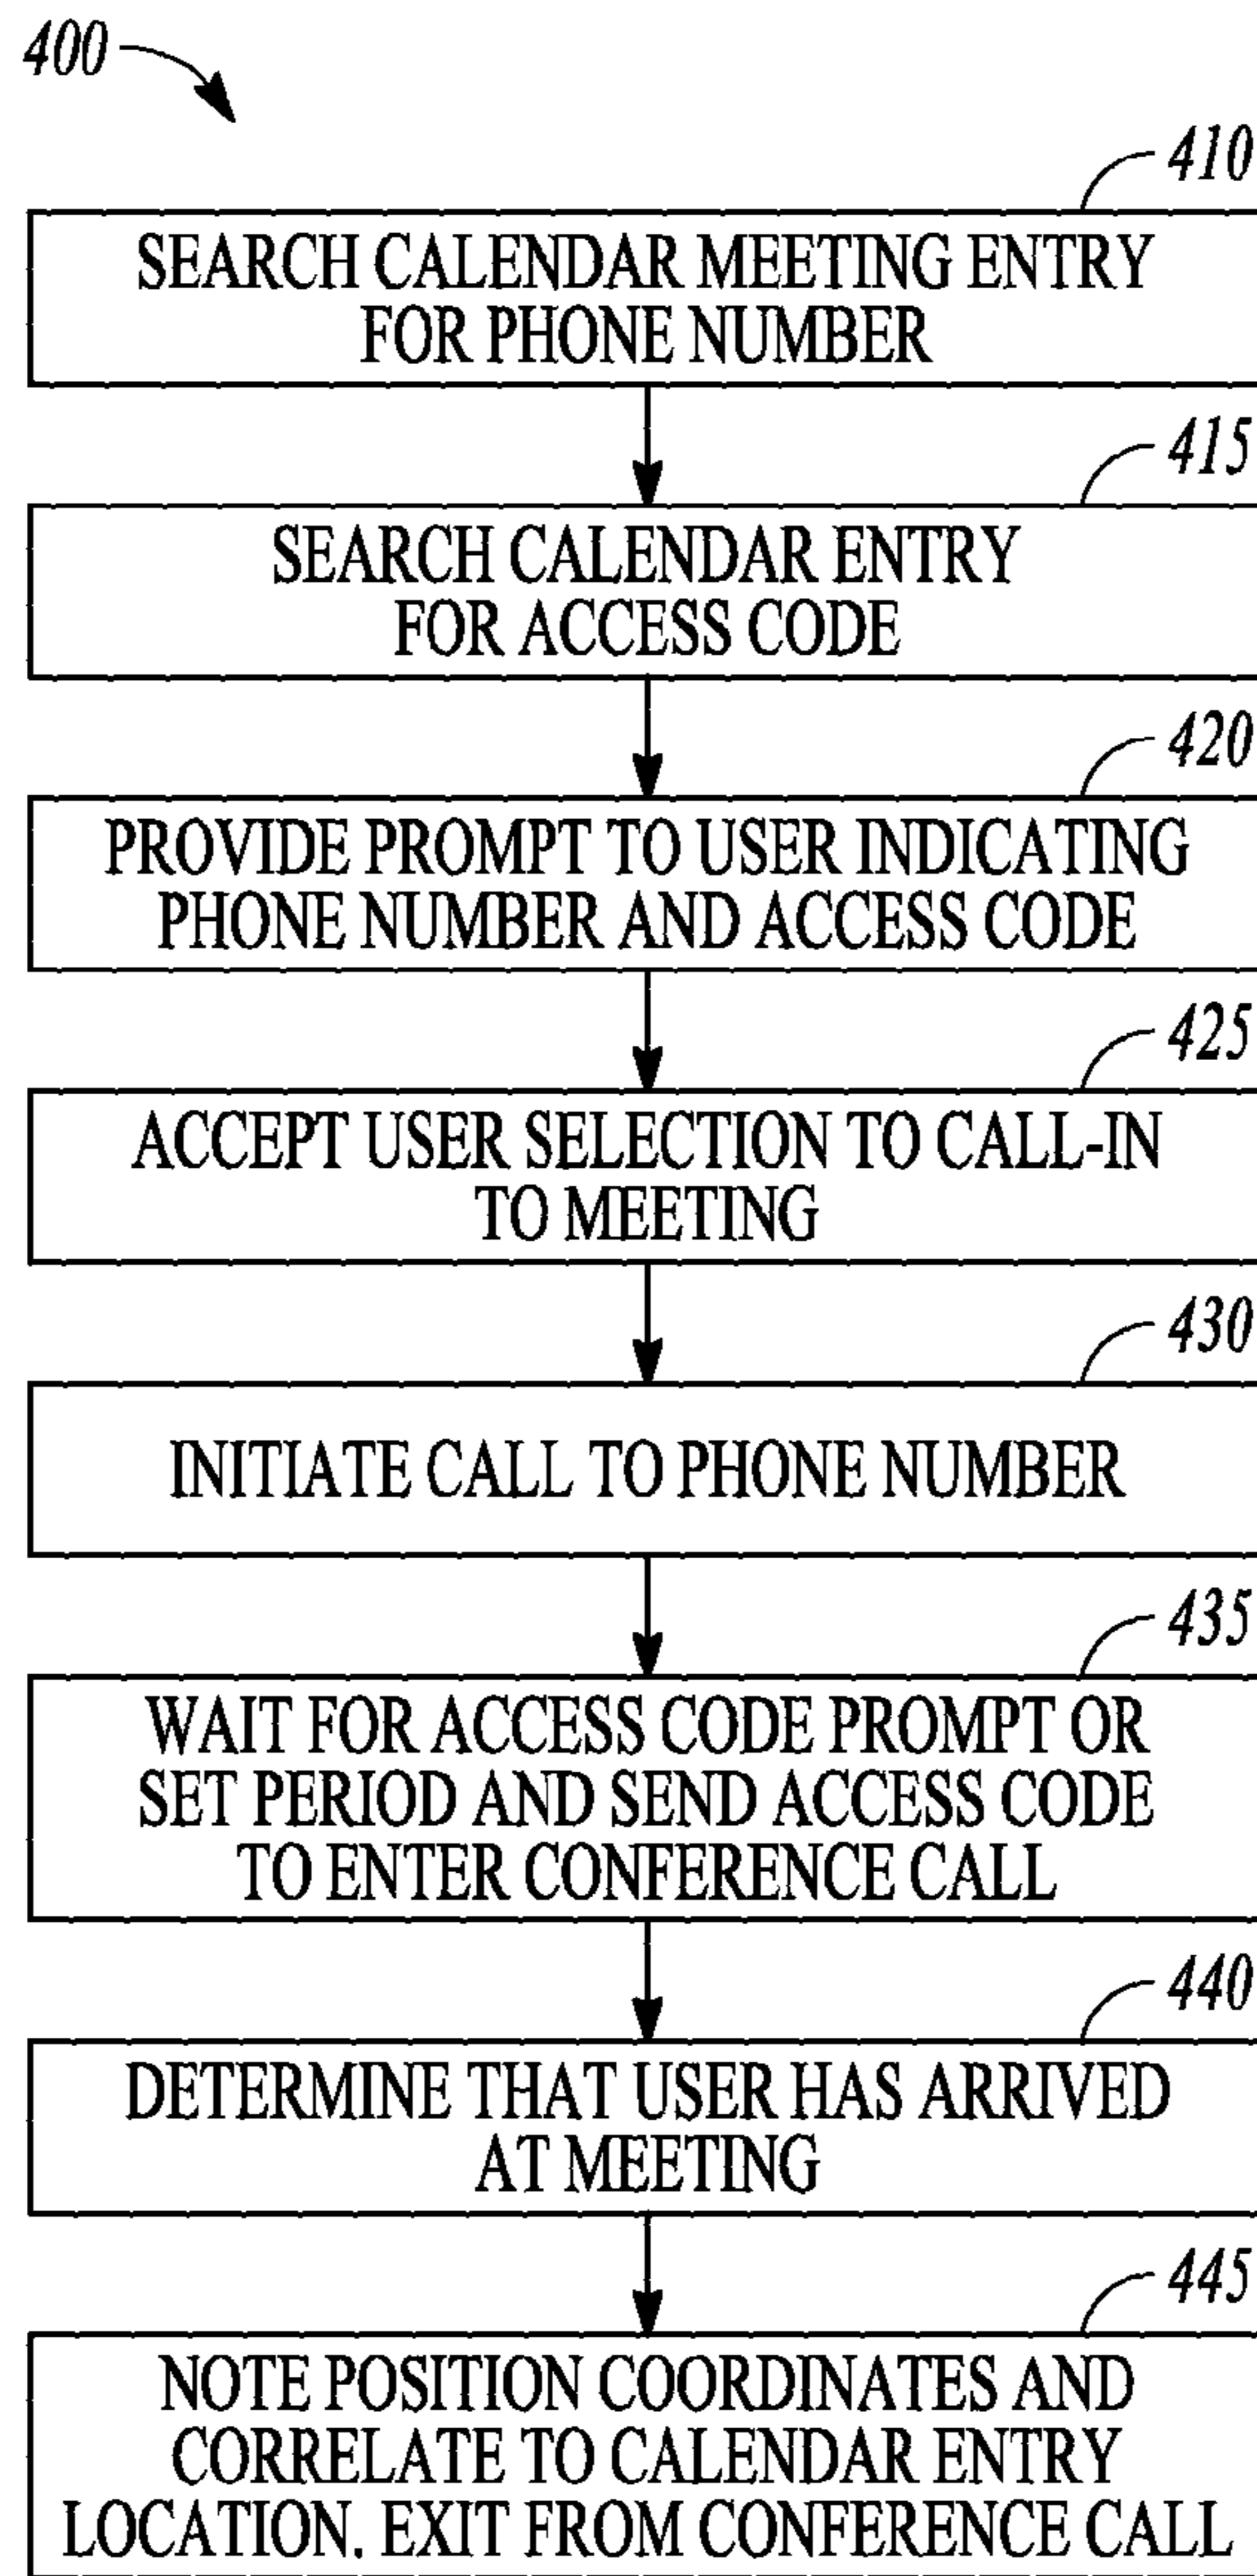 400
410
SEARCH CALENDAR MEETING ENTRY
FOR PHONE NUMBER
415
SEARCH CALENDAR ENTRY
FOR ACCESS CODE
420
PROVIDE PROMPT TO USER INDICATING
PHONE NUMBER AND ACCESS CODE
425
ACCEPT USER SELECTION TO CALL-IN
TO MEETING
430
INITIATE CALL TO PHONE NUMBER
435
WAIT FOR ACCESS CODE PROMPT OR
SET PERIOD AND SEND ACCESS CODE
TO ENTER CONFERENCE CALL
440
DETERMINE THAT USER HAS ARRIVED
AT MEETING
445
NOTE POSITION COORDINATES AND
CORRELATE TO CALENDAR ENTRY
LOCATION. EXIT FROM CONFERENCE CALL